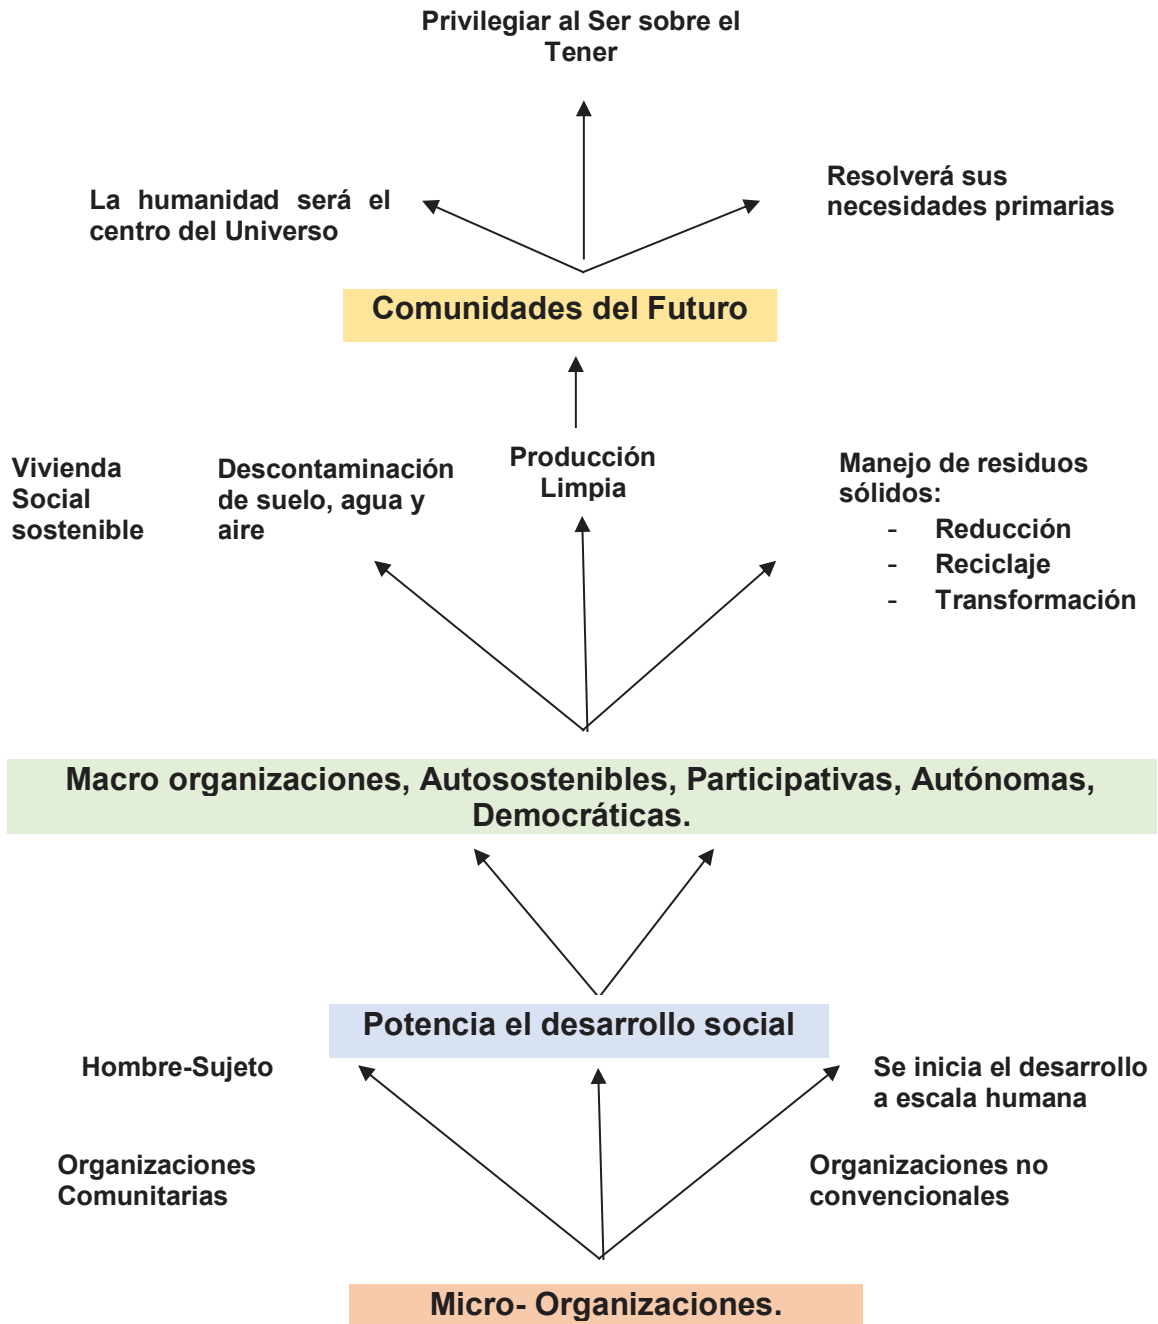 Privilegiar al Ser sobre el
Tener
La humanidad será el
centro del Universo
Resolverá sus
necesidades primarias
Comunidades del Futuro
Vivienda
Social
sostenible
Descontaminación
de suelo, agua y
aire
Producción
Limpia
Manejo de residuos
sólidos:
- Reducción
- Reciclaje
- Transformación
Macro organizaciones, Autosostenibles, Participativas, Autónomas,
Democráticas.
Potencia el desarrollo social
Hombre-Sujeto
Se inicia el desarrollo
a escala humana
Organizaciones
Comunitarias
Organizaciones no
convencionales
Micro- Organizaciones.